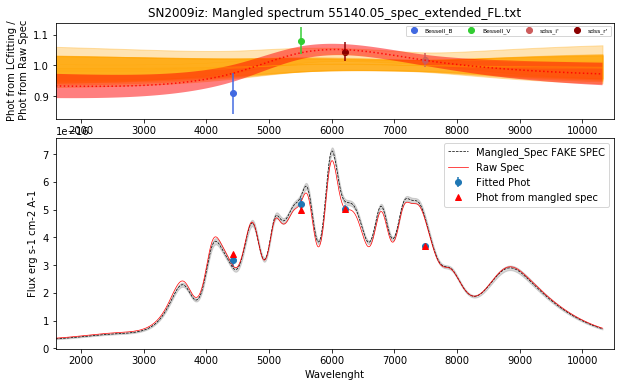 SN2009iz: Mangled spectrum 55140.05_spec_extended_FL.txt
Phot from LCfitting /
Phot from Raw Spec
1.1
1.0
0.9
Bessell_B
Bessell_V
sdss_i'
sdss_r'
2000 3000 4000 5000 6000 7000 8000 9000 10000
1e−16
Flux erg s-1 cm-2 A-1
7
6
5
4
3
2
1
0
Mangled_Spec FAKE SPEC
Raw Spec
Fitted Phot
Phot from mangled spec
2000 3000 4000 5000 6000 7000 8000 9000 10000
Wavelenght